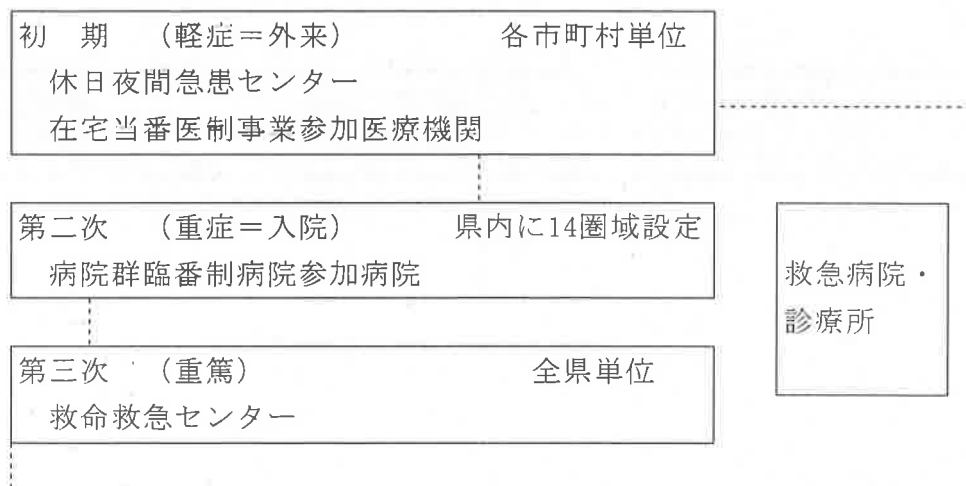 初　期　（軽症＝外来）　各市町村単位
休日夜間急患センター
在宅当番医制事業参加医療機関
第二次　（重症＝入院）　県内に14圏域設定
病院群臨番制病院参加病院
第三次　（重篤）　全県単位
救命救急センター
救急病院・
診療所